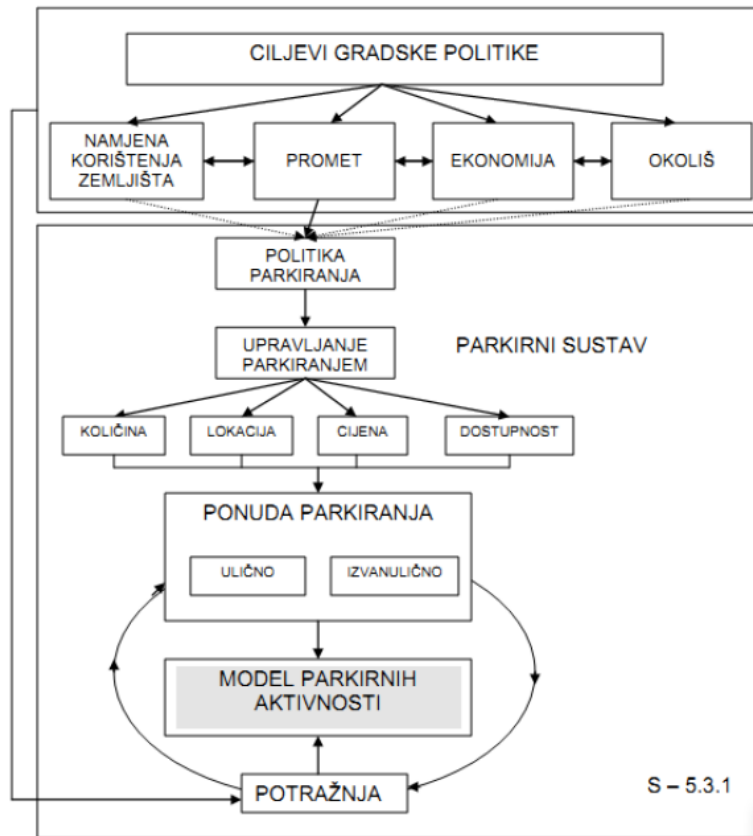 CILJEVI GRADSKE POLITIKE
NAMJENA
KORIŠTENJA
ZEMLJIŠTA
PROMET
EKONOMIJA
OKOLIŠ
POLITIKA
PARKIRANJA
UPRAVLJANJE
PARKIRANJEM
PARKIRNI SUSTAV
KOLIČINA
LOKACIJA
CIJENA
DOSTUPNOST
PONUDA PARKIRANJA
ULIČNO
IZVANULIČNO
MODEL PARKIRNIH
AKTIVNOSTI
POTRAŽNJA
S – 5.3.1